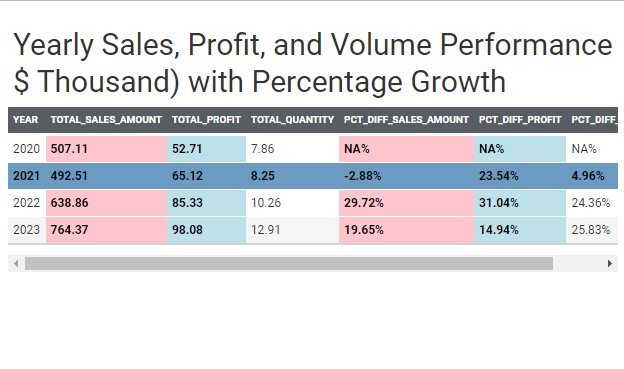 Yearly Sales, Profit, and Volume Performance
$ Thousand) with Percentage Growth
YEAR TOTAL_SALES_AMOUNT TOTAL_PROFIT TOTAL_QUANTITY PCT_DIFF_SALES_AMOUNT PCT_DIFF_PROFIT PCT_DIFF_
2020 507.11 52.71 7.86 NA% NA% NA%
2021 492.51 65.12 8.25 -2.88% 23.54% 4.96%
2022 638.86 85.33 10.26 29.72% 31.04% 24.36%
2023 764.37 98.08 12.91 19.65% 14.94% 25.83%